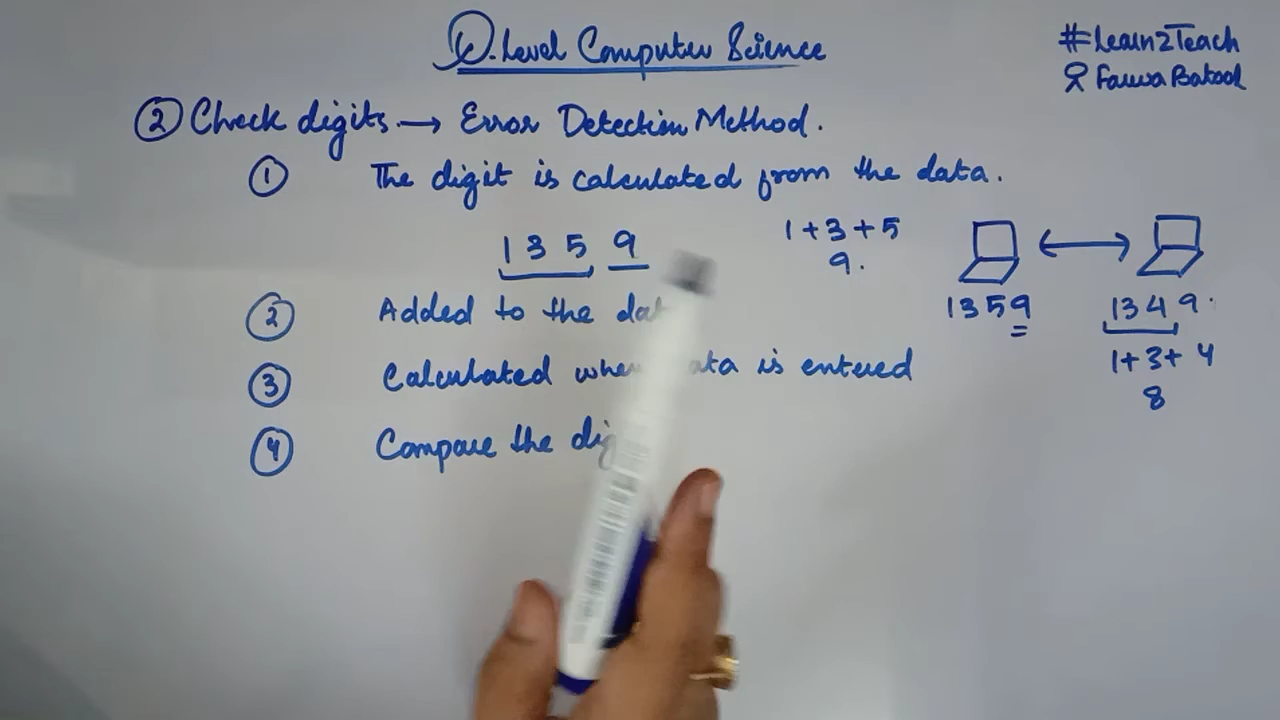 O.Level Computer Science
#Learn2Teach
Fawa Batool
② Check digits → Error Detection Method.
① The digit is calculated from the data.
1 3 5 9
1+3+5
9.
② Added to the
③ Calculated data is entered
④ Compare the
1359
1349.
1+3+4
8